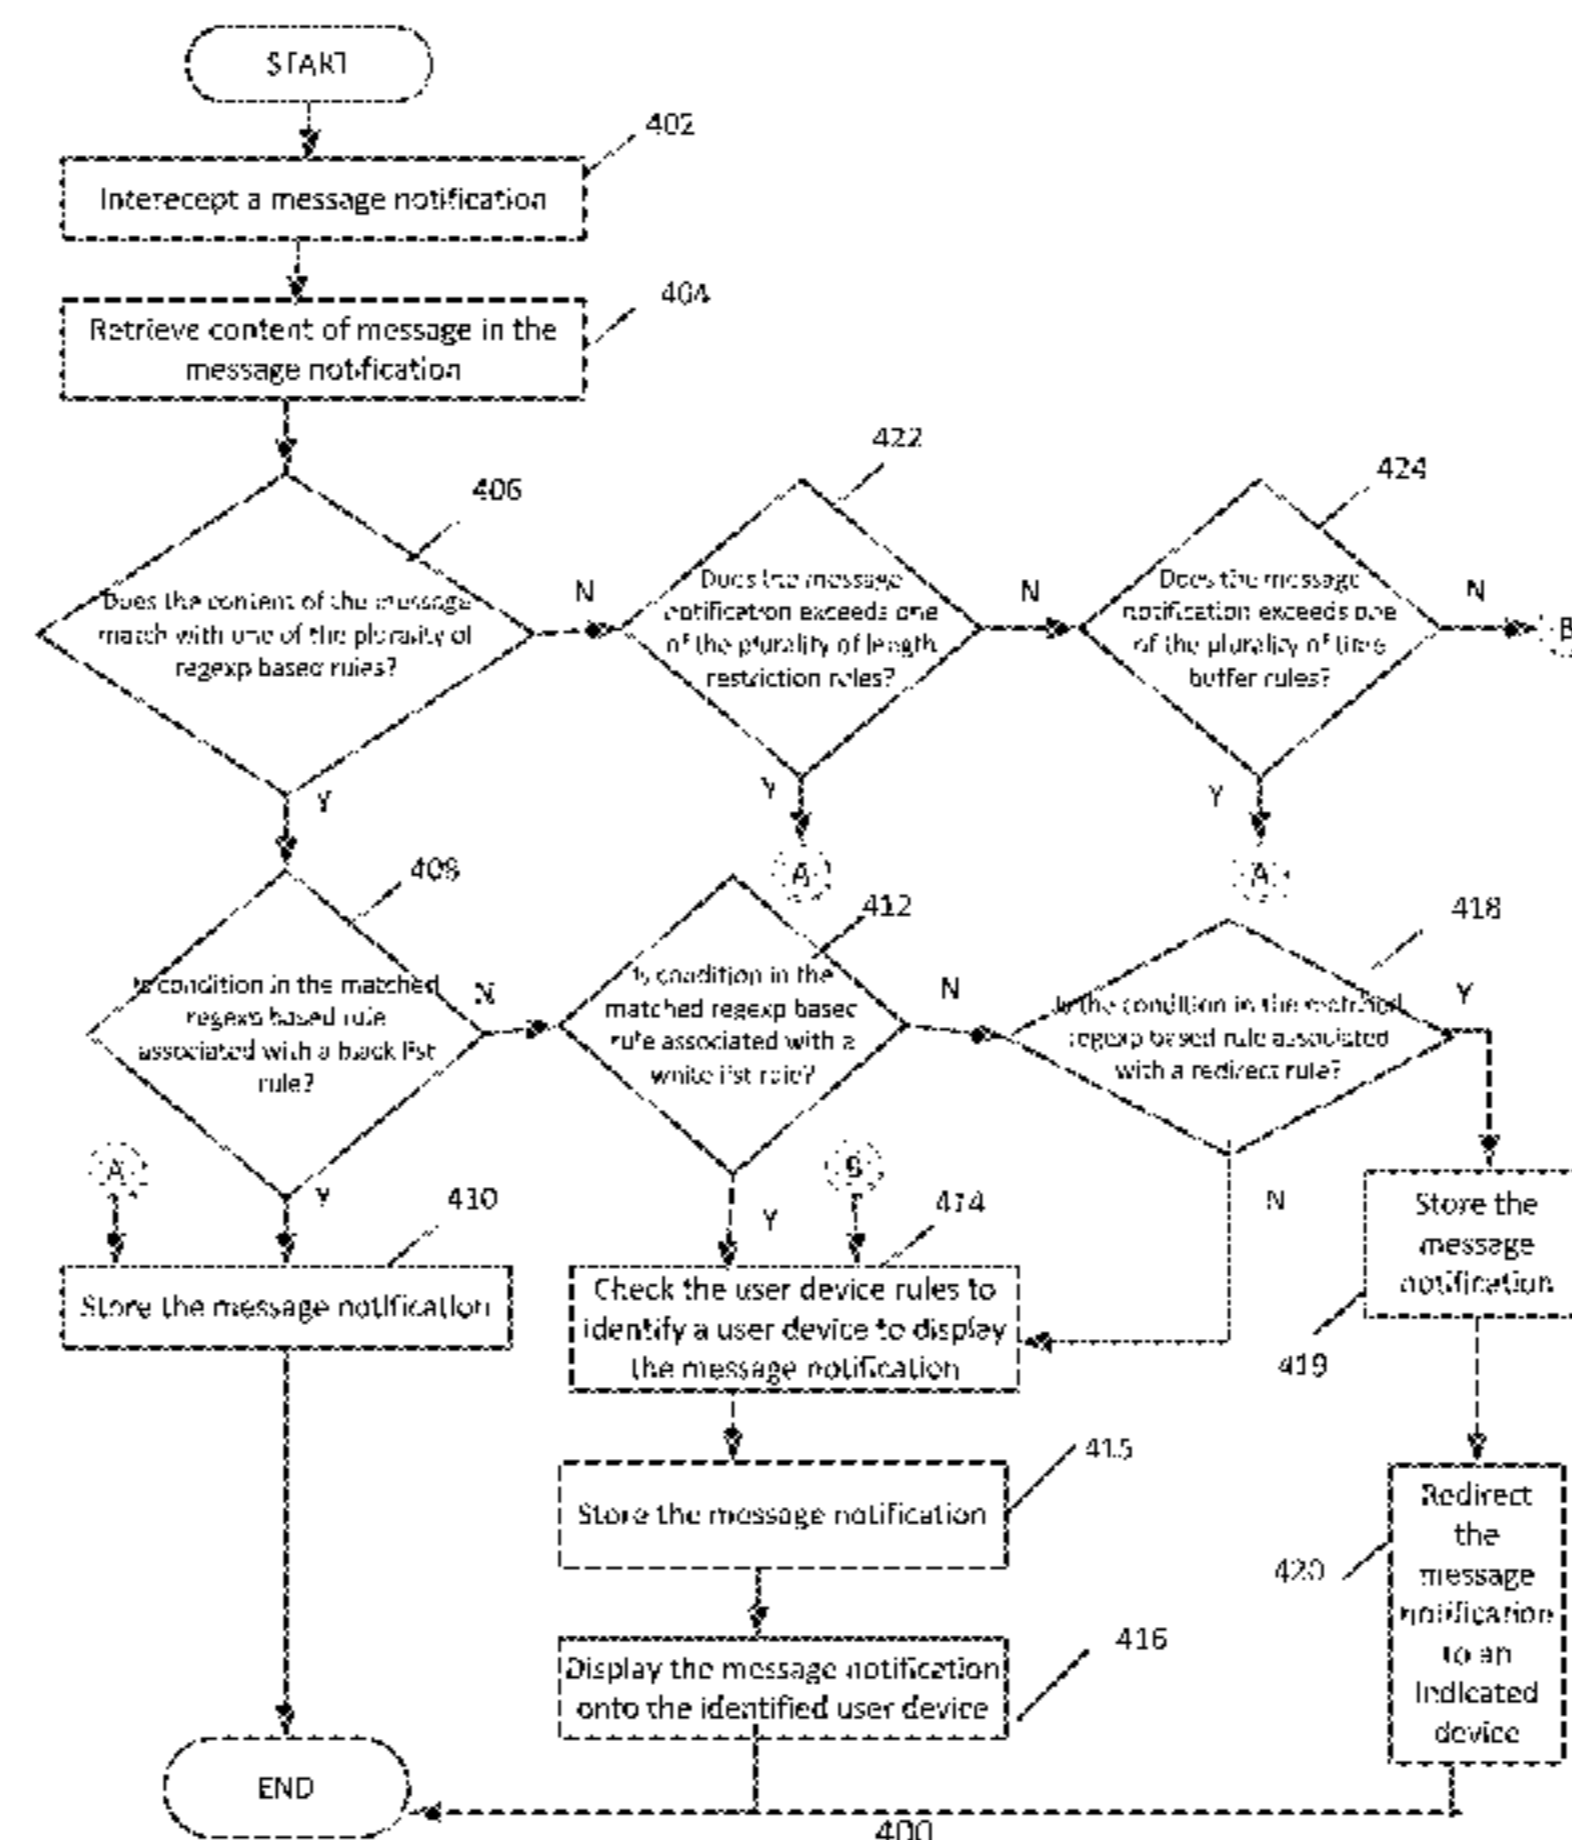 START
402
Interecept a message notification
404
Retrieve content of message in the
message notification
422
424
406
Does the content of the message
match with one of the plurality of
regexp based rules?
N
Does the message
notification exceeds one
of the plurality of length
restriction rules?
N
Does the message
notification exceeds one
of the plurality of time
buffer rules?
N
B
Y
Y
Y
A
A
408
412
418
Is condition in the matched
regexp based rule
associated with a black list
rule?
N
Is condition in the
matched regexp based
rule associated with a
white list rule?
N
Is the condition in the matched
regexp based rule associated
with a redirect rule?
Y
A
Y
410
B
Y
414
N
Store the message notification
Check the user device rules to
identify a user device to display
the message notification
Store the
message
notification
419
415
Store the message notification
420
Redirect
the
message
notification
to an
indicated
device
416
Display the message notification
onto the identified user device
END
400